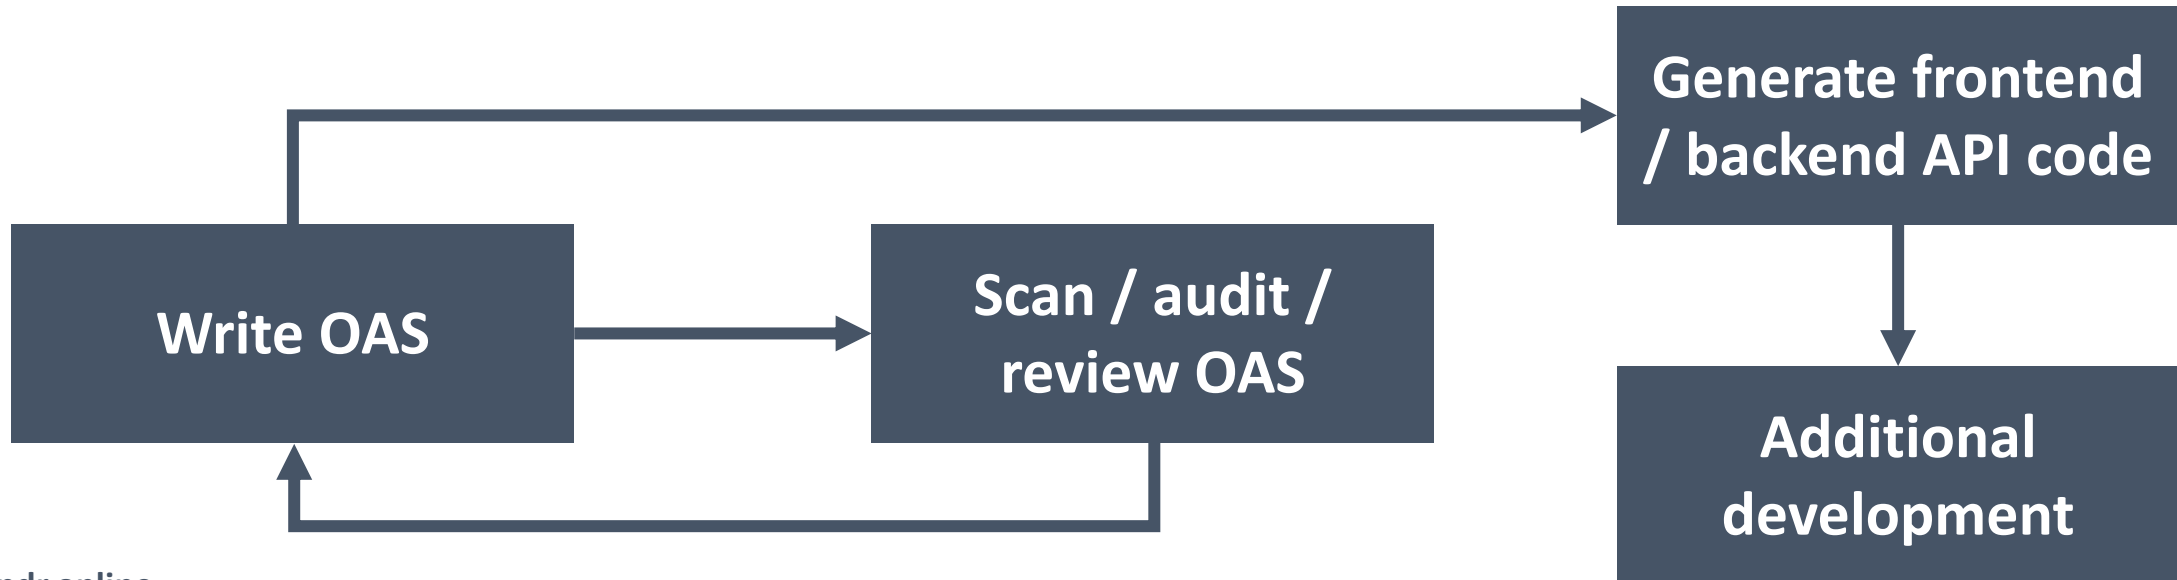 Generate frontend
/ backend API code
Write OAS
Scan / audit /
review OAS
Additional
development